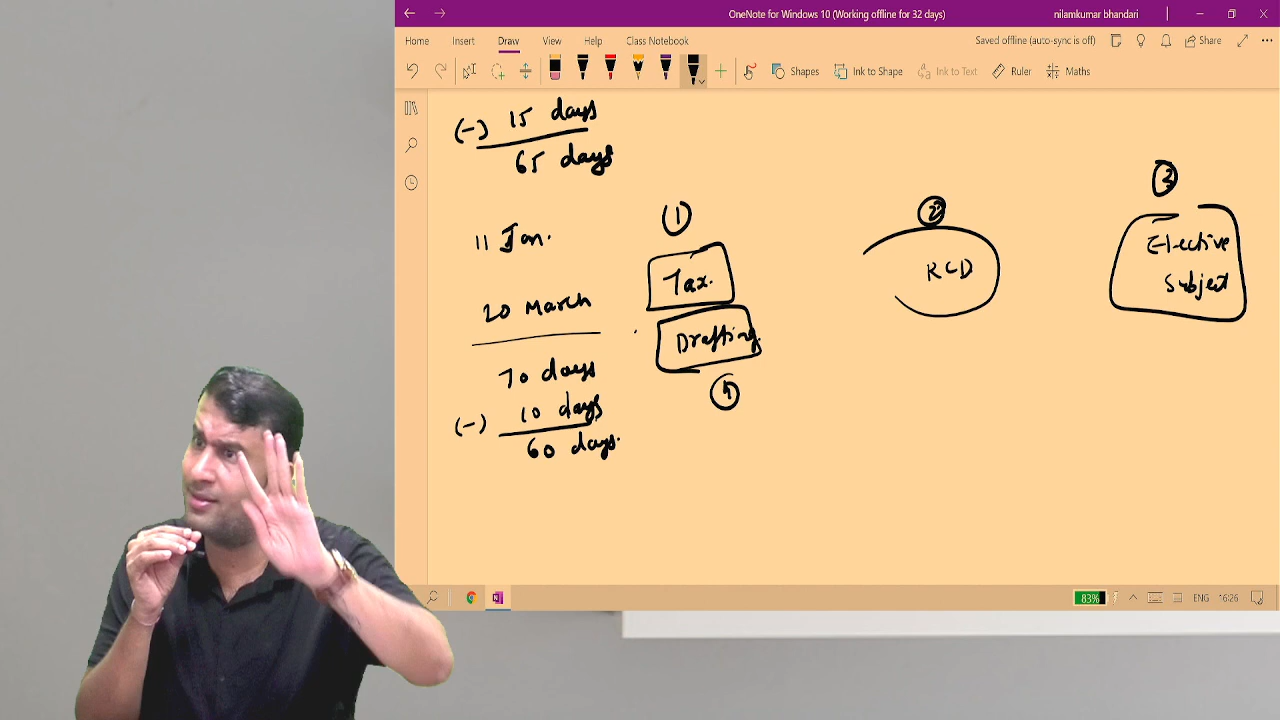 OneNote for Windows 10 (Working offline for 32 days)
nilamkumar bhandari
Home Insert Draw View Help Class Notebook
Saved offline (auto-sync is off)
Share
Shapes
Ink to Shape
Ink to Text
Ruler
Maths
(-) 15 days
65 days
11 Jan.
20 March
70 days
(-) 10 days
60 days.
1
Tax.
Drafting.
4
2
RCD
3
Elective
Subject
83%
ENG
16:26